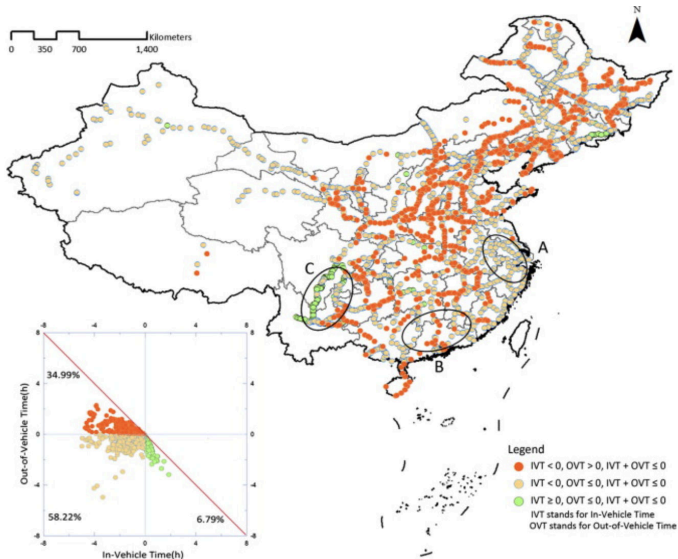 N
Kilometers
0 350 700 1,400
A
C
B
8
4
0
-4
-8
-8 -4 0 4 8
34.99%
58.22%
6.79%
Out-of-Vehicle Time(h)
In-Vehicle Time(h)
Legend
IVT < 0, OVT > 0, IVT + OVT ≤ 0
IVT < 0, OVT ≤ 0, IVT + OVT ≤ 0
IVT ≥ 0, OVT ≤ 0, IVT + OVT ≤ 0
IVT stands for In-Vehicle Time
OVT stands for Out-of-Vehicle Time